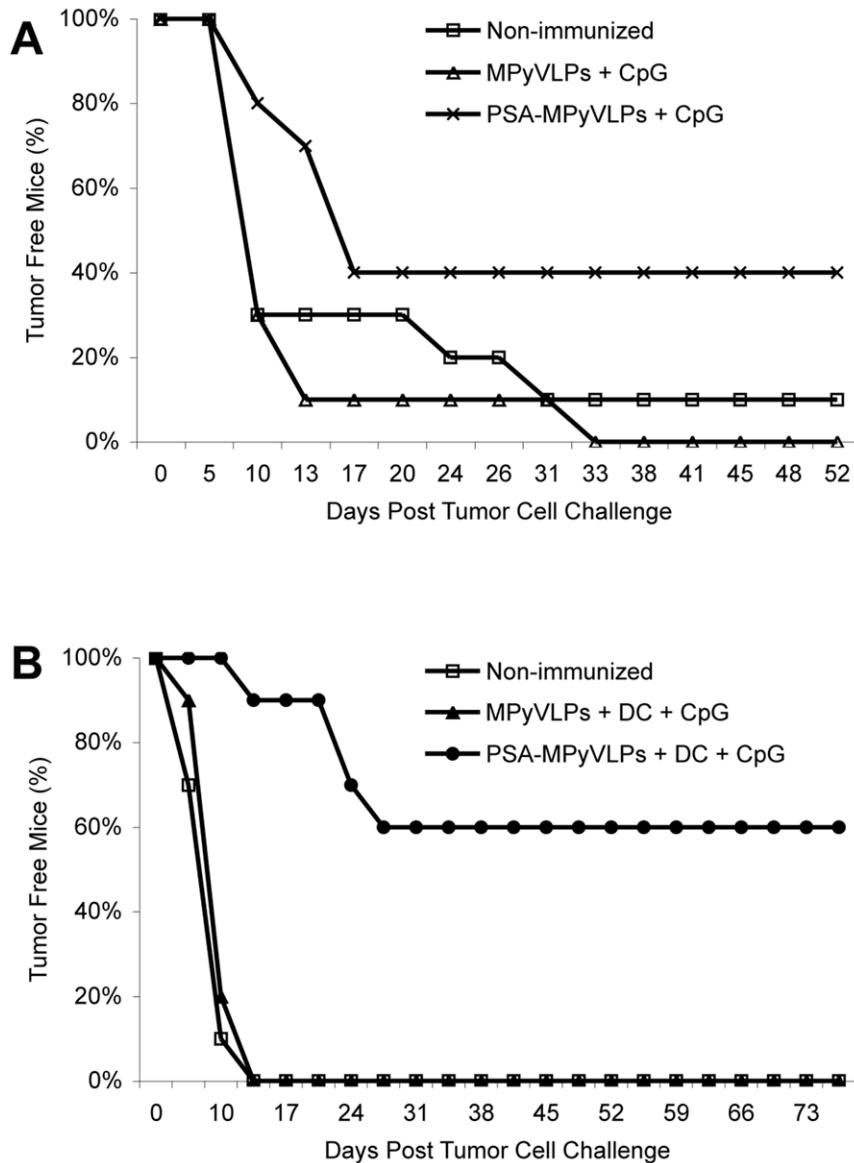 A
100%
80%
60%
40%
20%
0%
Tumor Free Mice (%)
Non-immunized
MPyVLPs + CpG
PSA-MPyVLPs + CpG
0 5 10 13 17 20 24 26 31 33 38 41 45 48 52
Days Post Tumor Cell Challenge
B
100%
80%
60%
40%
20%
0%
Tumor Free Mice (%)
Non-immunized
MPyVLPs + DC + CpG
PSA-MPyVLPs + DC + CpG
0 10 17 24 31 38 45 52 59 66 73
Days Post Tumor Cell Challenge